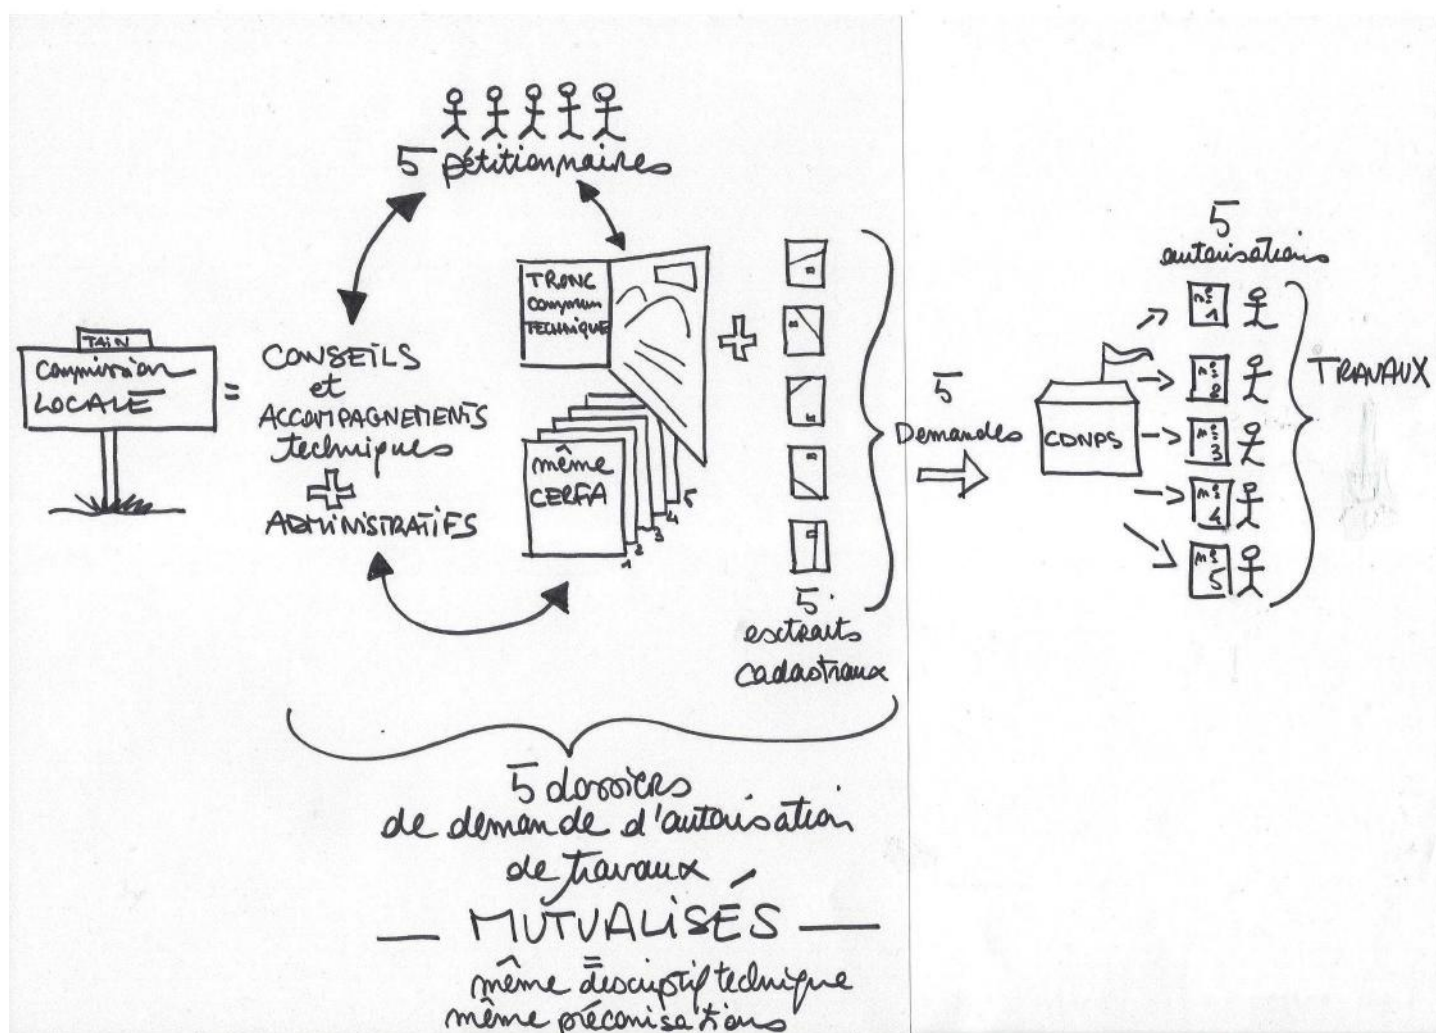 5 pétitionnaires
TAIN
Commission
LOCALE
=
CONSEILS
et
ACCOMPAGNEMENTS
techniques
+
ADMINISTRATIFS
TRONC
Commun
TECHNIQUE
même
CERFA
1
2
3
4
5
+
5
extraits
cadastraux
5
Demandes
CDNPS
5
autorisations
n°
1
n°
2
n°
3
n°
4
n°
5
TRAVAUX
5 dossiers
de demande d'autorisation
de travaux
— MUTUALISÉS —
=
même descriptif technique
même préconisations